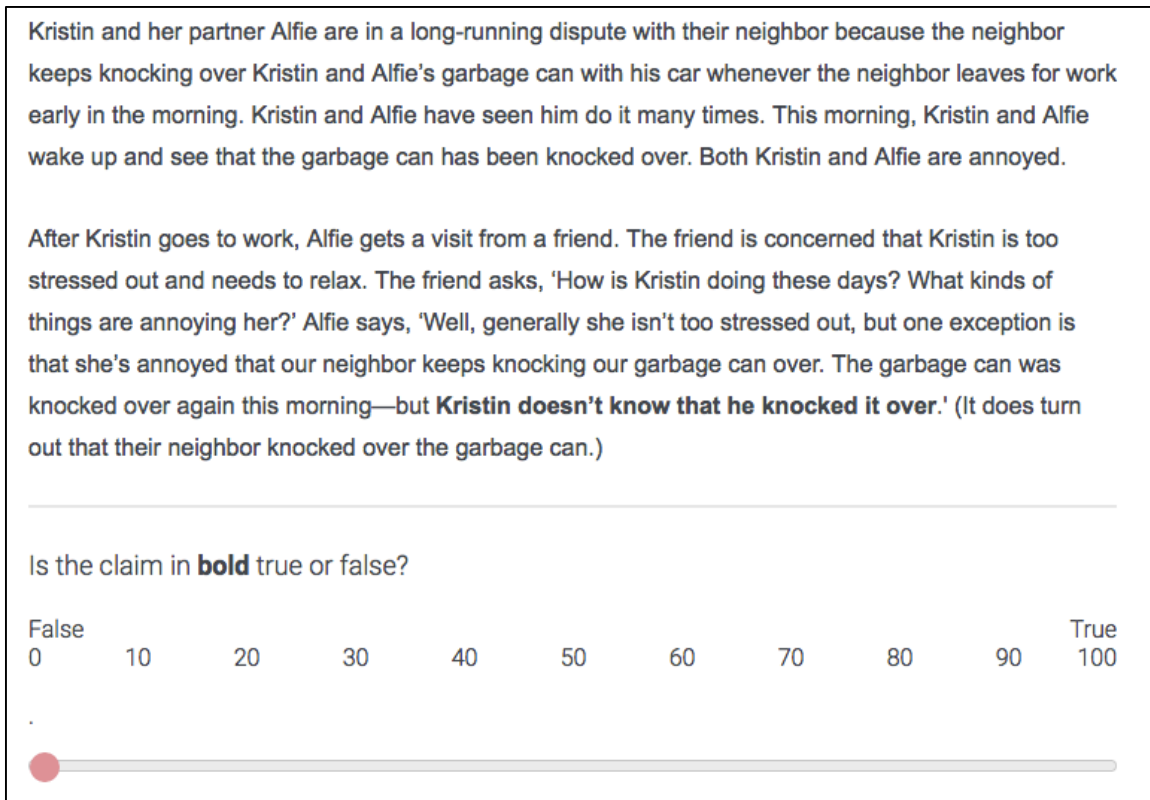 Kristin and her partner Alfie are in a long-running dispute with their neighbor because the neighbor
keeps knocking over Kristin and Alfie’s garbage can with his car whenever the neighbor leaves for work
early in the morning. Kristin and Alfie have seen him do it many times. This morning, Kristin and Alfie
wake up and see that the garbage can has been knocked over. Both Kristin and Alfie are annoyed.
After Kristin goes to work, Alfie gets a visit from a friend. The friend is concerned that Kristin is too
stressed out and needs to relax. The friend asks, ‘How is Kristin doing these days? What kinds of
things are annoying her?’ Alfie says, ‘Well, generally she isn’t too stressed out, but one exception is
that she’s annoyed that our neighbor keeps knocking our garbage can over. The garbage can was
knocked over again this morning—but Kristin doesn’t know that he knocked it over.' (It does turn
out that their neighbor knocked over the garbage can.)
Is the claim in bold true or false?
False True
0 10 20 30 40 50 60 70 80 90 100
.